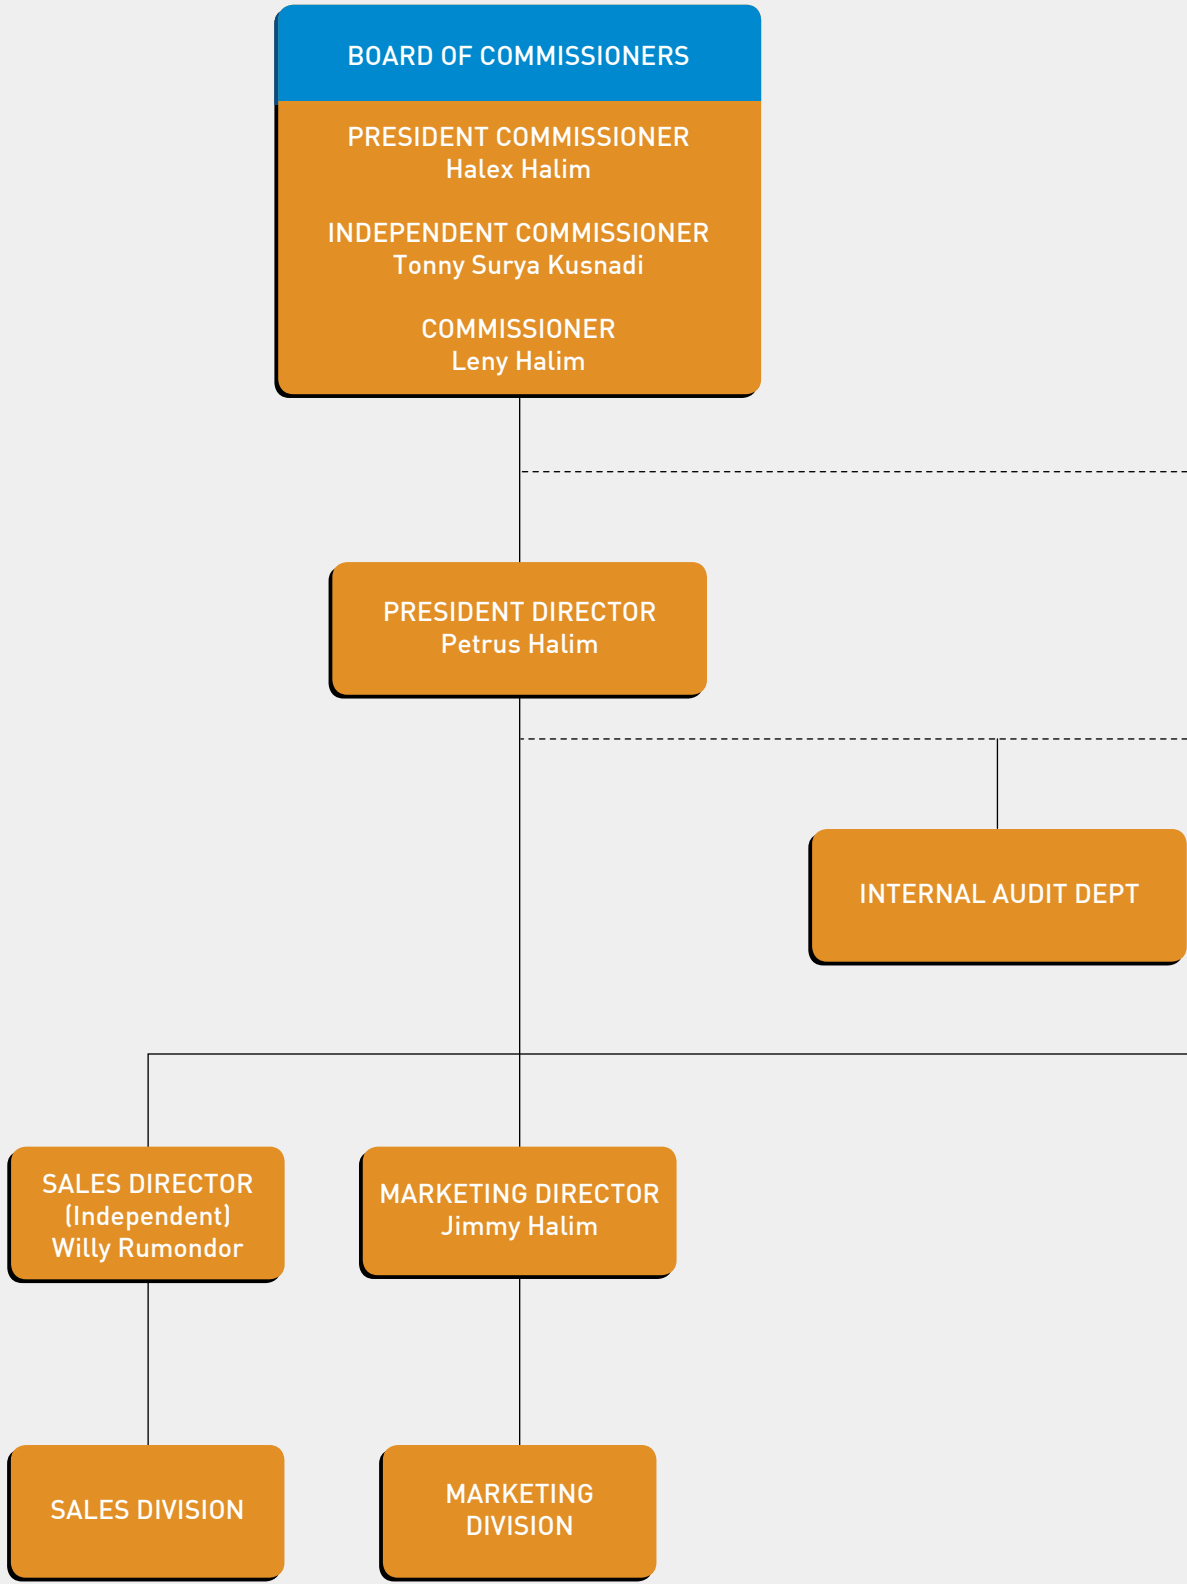 BOARD OF COMMISSIONERS
PRESIDENT COMMISSIONER
Halex Halim
INDEPENDENT COMMISSIONER
Tonny Surya Kusnadi
COMMISSIONER
Leny Halim
PRESIDENT DIRECTOR
Petrus Halim
INTERNAL AUDIT DEPT
SALES DIRECTOR
(Independent)
Willy Rumondor
MARKETING DIRECTOR
Jimmy Halim
SALES DIVISION
MARKETING
DIVISION